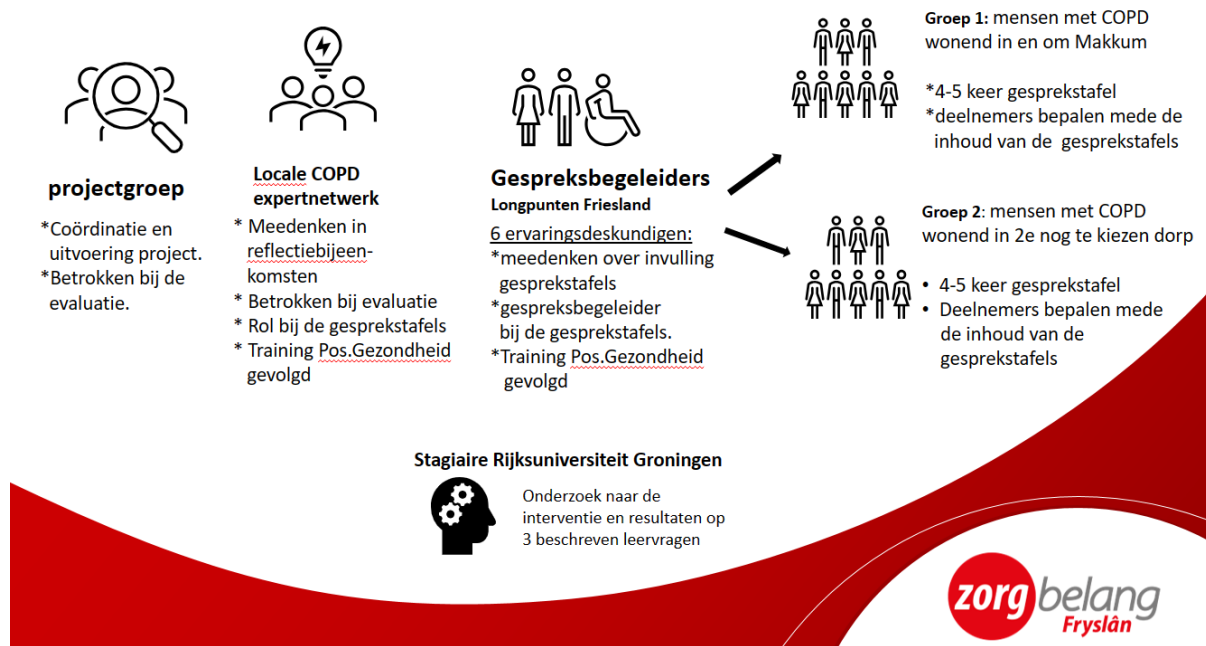 projectgroep
*Coördinatie en
uitvoering project.
*Betrokken bij de
evaluatie.
Locale COPD
expertnetwerk
* Meedenken in
reflectiebijeen-
komsten
* Betrokken bij evaluatie
* Rol bij de gesprekstafels
* Training Pos.Gezondheid
gevolgd
Gespreksbegeleiders
Longpunten Friesland
6 ervaringsdeskundigen:
*meedenken over invulling
gesprekstafels
*gespreksbegeleider
bij de gesprekstafels.
*Training Pos.Gezondheid
gevolgd
Groep 1: mensen met COPD
wonend in en om Makkum
*4-5 keer gesprekstafel
*deelnemers bepalen mede de
inhoud van de gesprekstafels
Groep 2: mensen met COPD
wonend in 2e nog te kiezen dorp
• 4-5 keer gesprekstafel
• Deelnemers bepalen mede
de inhoud van de
gesprekstafels
Stagiaire Rijksuniversiteit Groningen
Onderzoek naar de
interventie en resultaten op
3 beschreven leervragen
zorgbelang
Fryslân